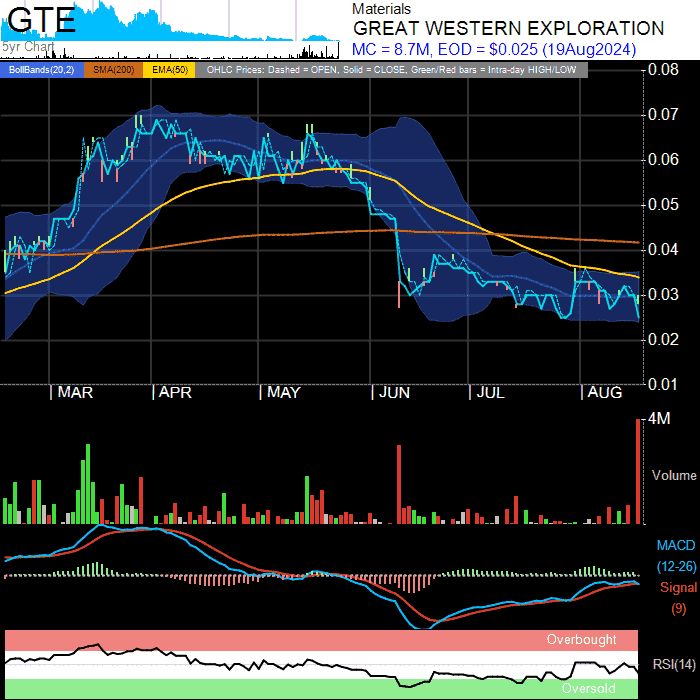 GTE
5yr Chart
Materials
GREAT WESTERN EXPLORATION
MC = 8.7M, EOD = $0.025 (19Aug2024)
BollBands(20,2) SMA(200) EMA(50) OHLC Prices: Dashed = OPEN, Solid = CLOSE, Green/Red bars = Intra-day HIGH/LOW
0.08
0.07
0.06
0.05
0.04
0.03
0.02
0.01
MAR APR MAY JUN JUL AUG
4M
Volume
MACD
(12-26)
Signal
(9)
Overbought
RSI(14)
Oversold